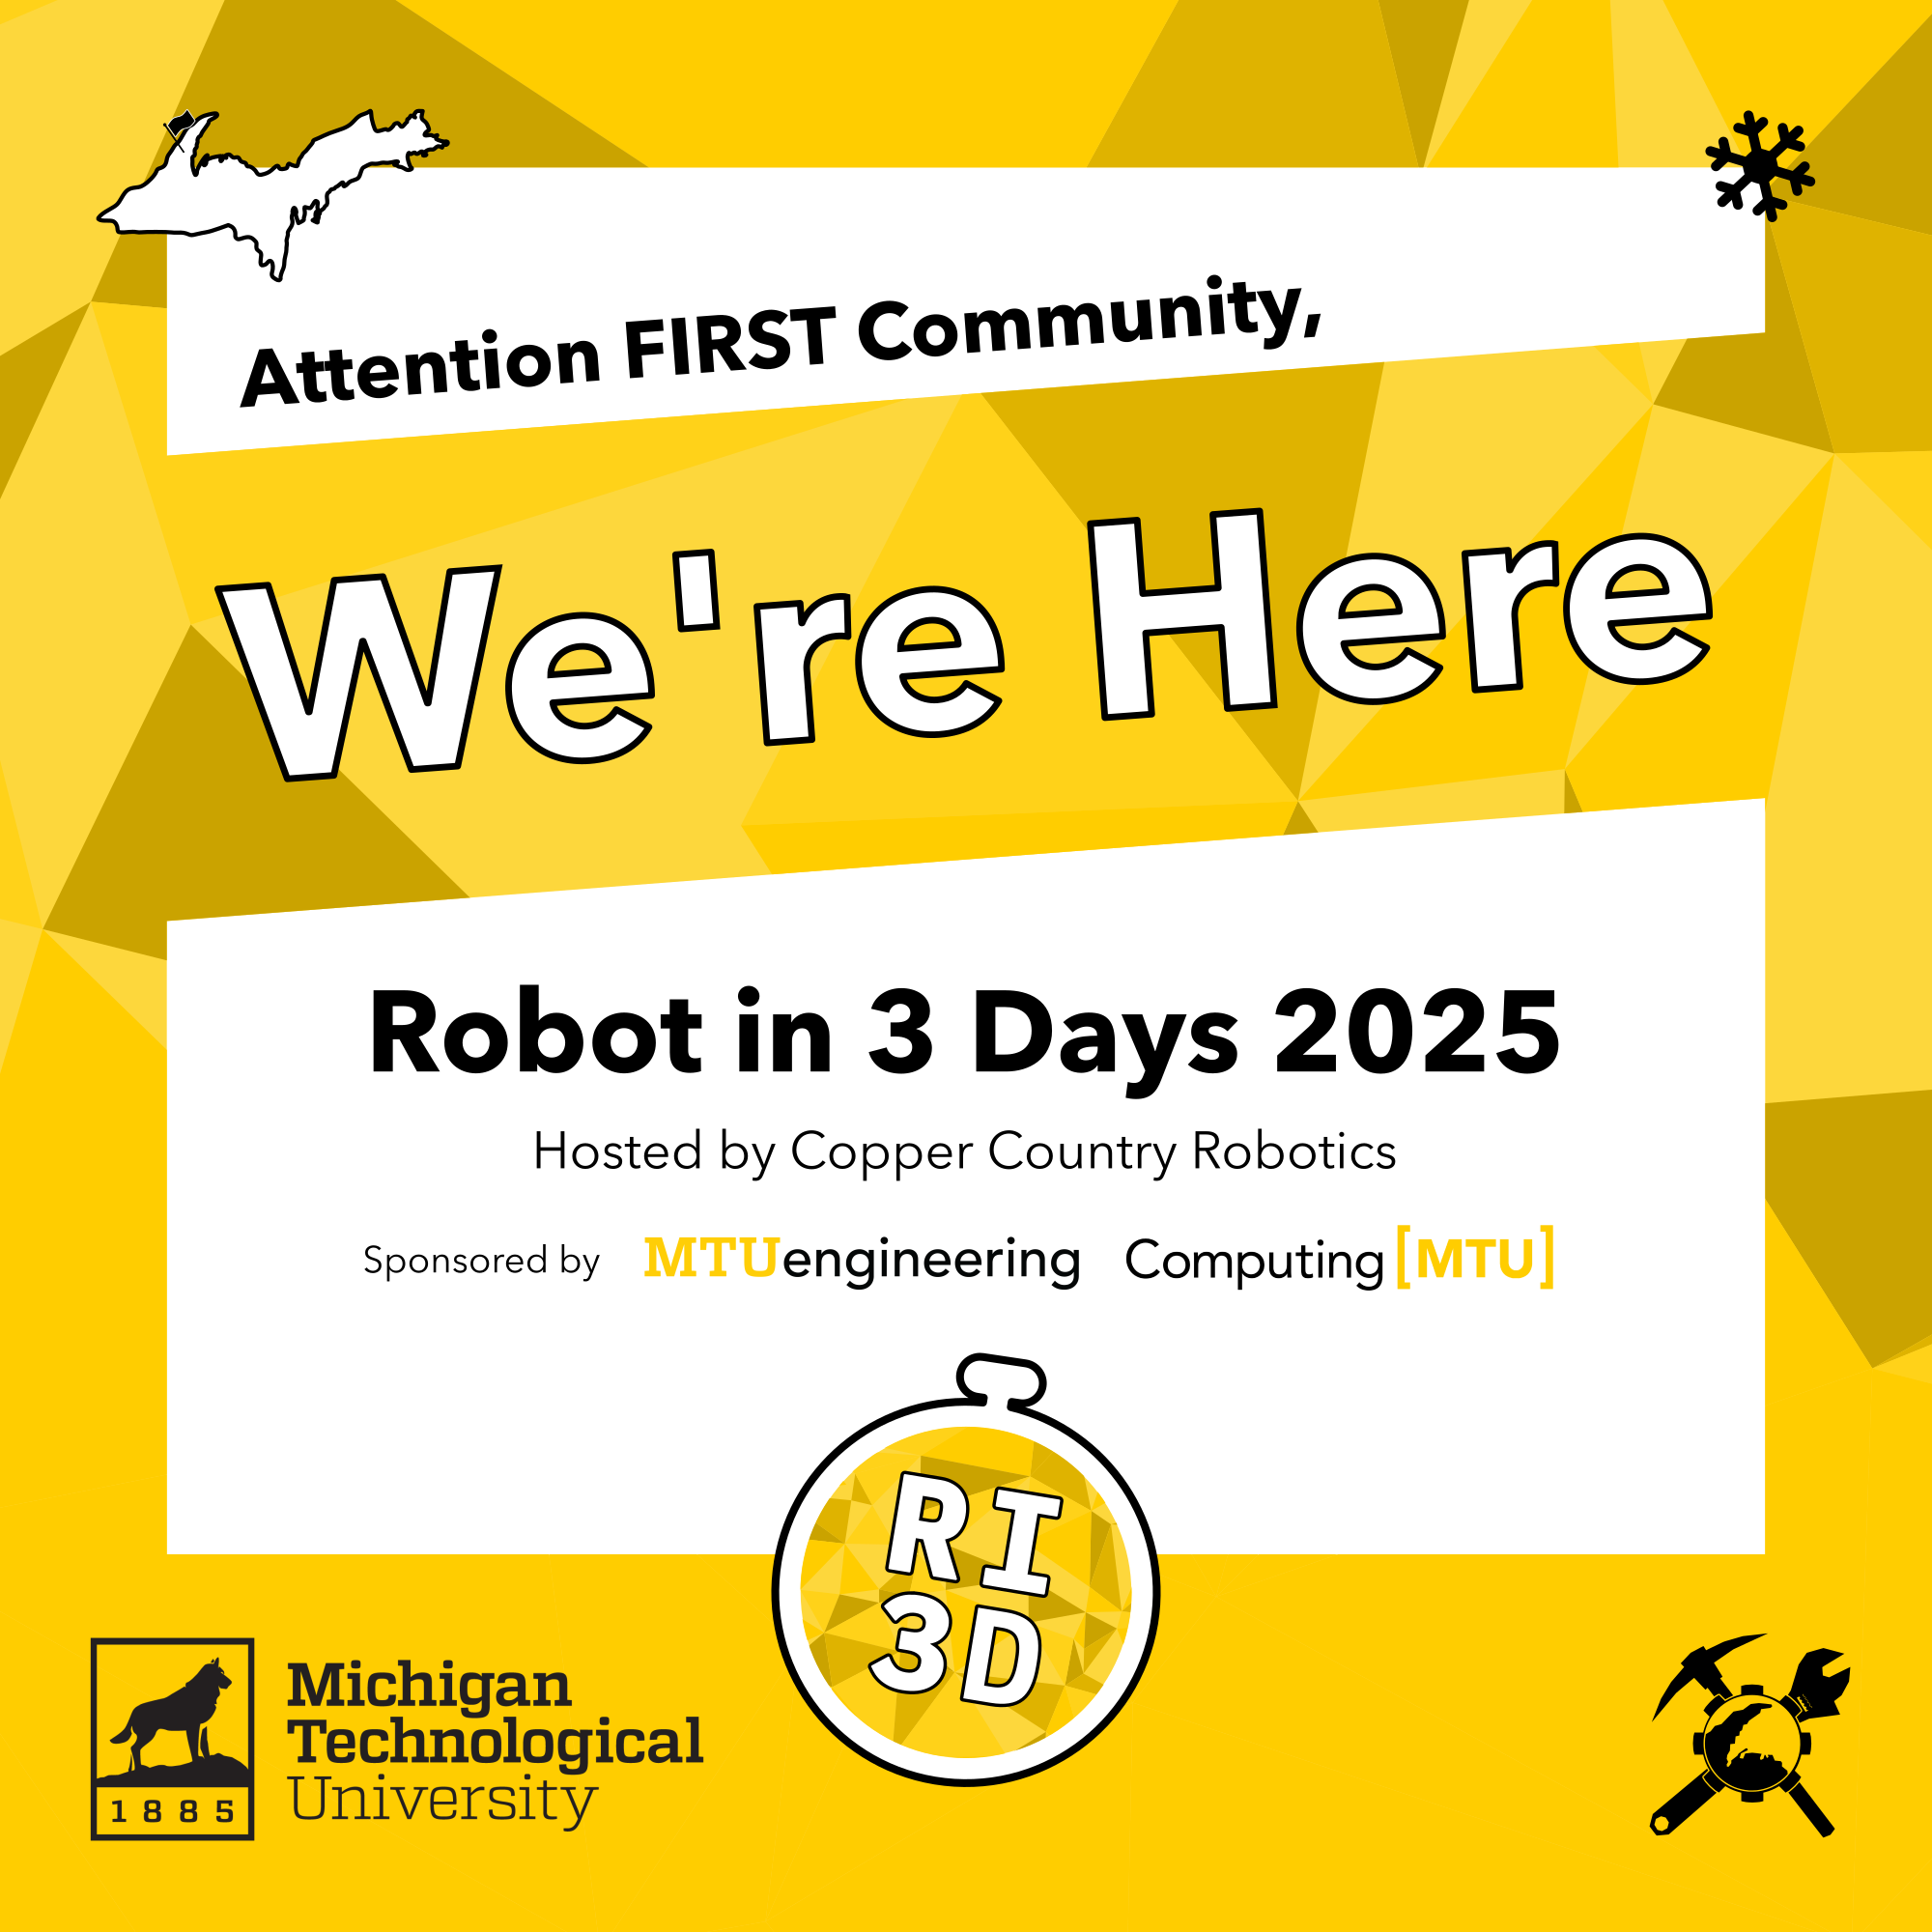 Attention FIRST Community,
We're Here
Robot in 3 Days 2025
Hosted by Copper Country Robotics
Sponsored by MTUengineering Computing[MTU]
RI
3D
Michigan
Technological
University
1885